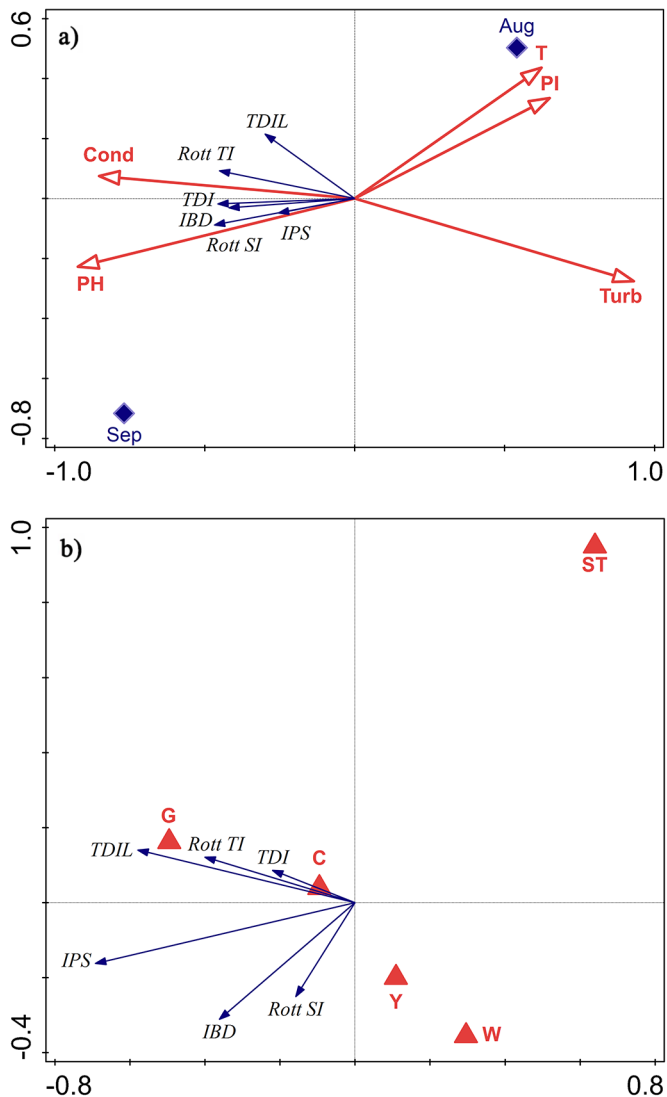 0.6
a)
Aug
T
PI
TDIL
Rott TI
Cond
TDI
IBD
IPS
Rott SI
PH
Turb
Sep
-0.8
-1.0
1.0
1.0
b)
ST
G
Rott TI
TDIL
TDI
C
IPS
Rott SI
Y
IBD
W
-0.4
-0.8
0.8